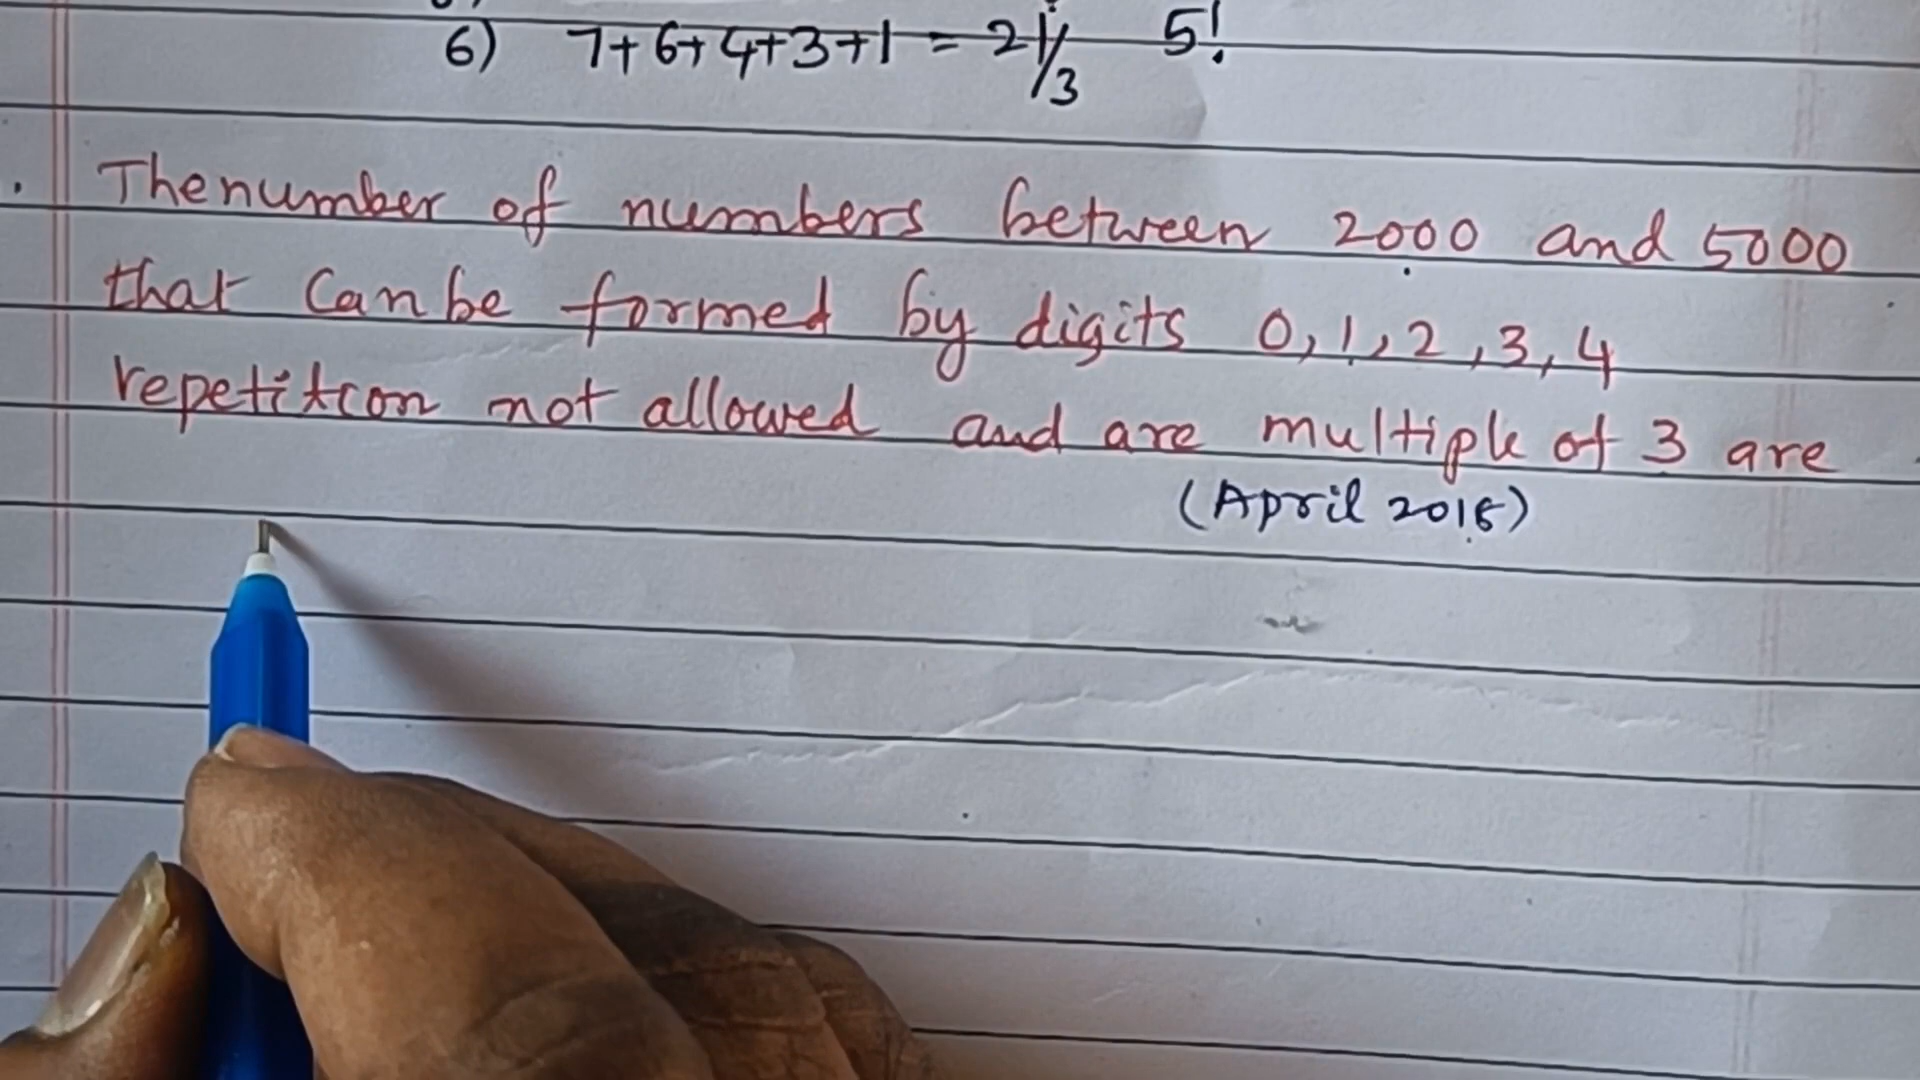 6) 7+6+4+3+1 = 21/3 5!
The number of numbers between 2000 and 5000
that can be formed by digits 0,1,2,3,4
repetition not allowed and are multiple of 3 are
(April 2018)